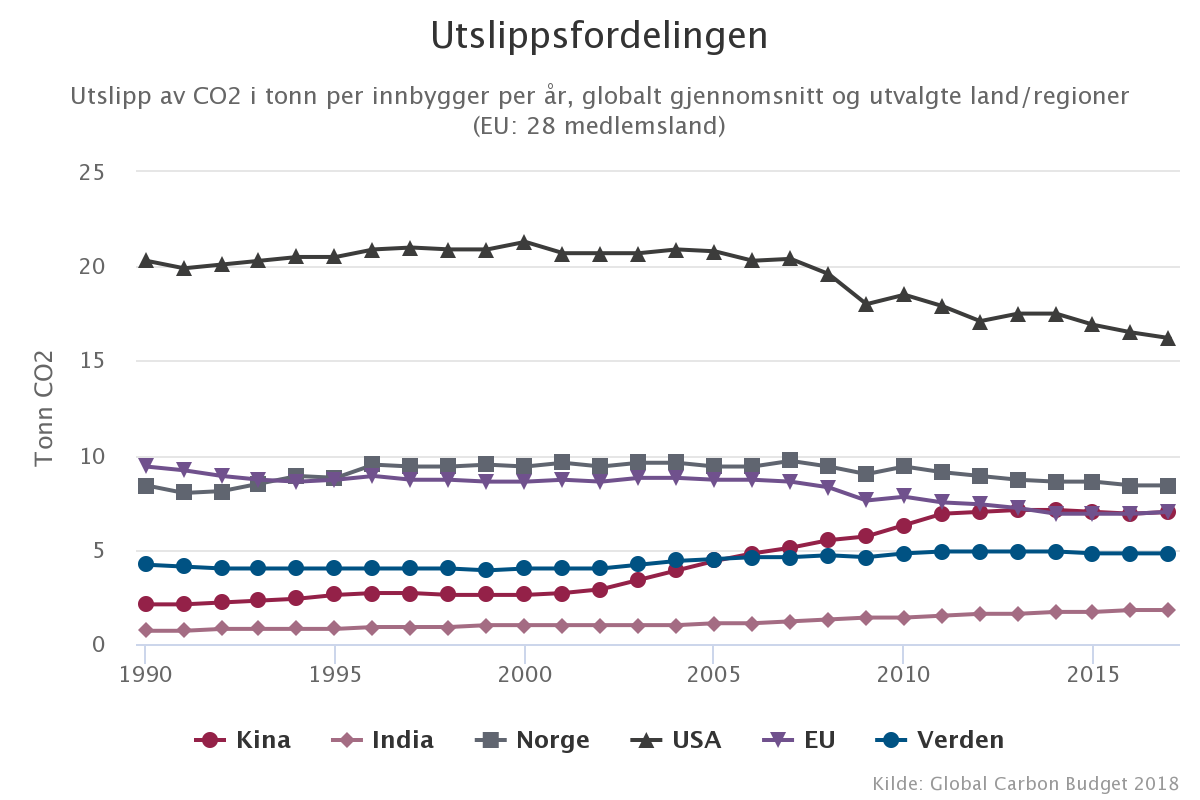 Utslippsfordelingen
Utslipp av CO2 i tonn per innbygger per år, globalt gjennomsnitt og utvalgte land/regioner
(EU: 28 medlemsland)
Tonn CO2
25
20
15
10
5
0
1990 1995 2000 2005 2010 2015
Kina India Norge USA EU Verden
Kilde: Global Carbon Budget 2018